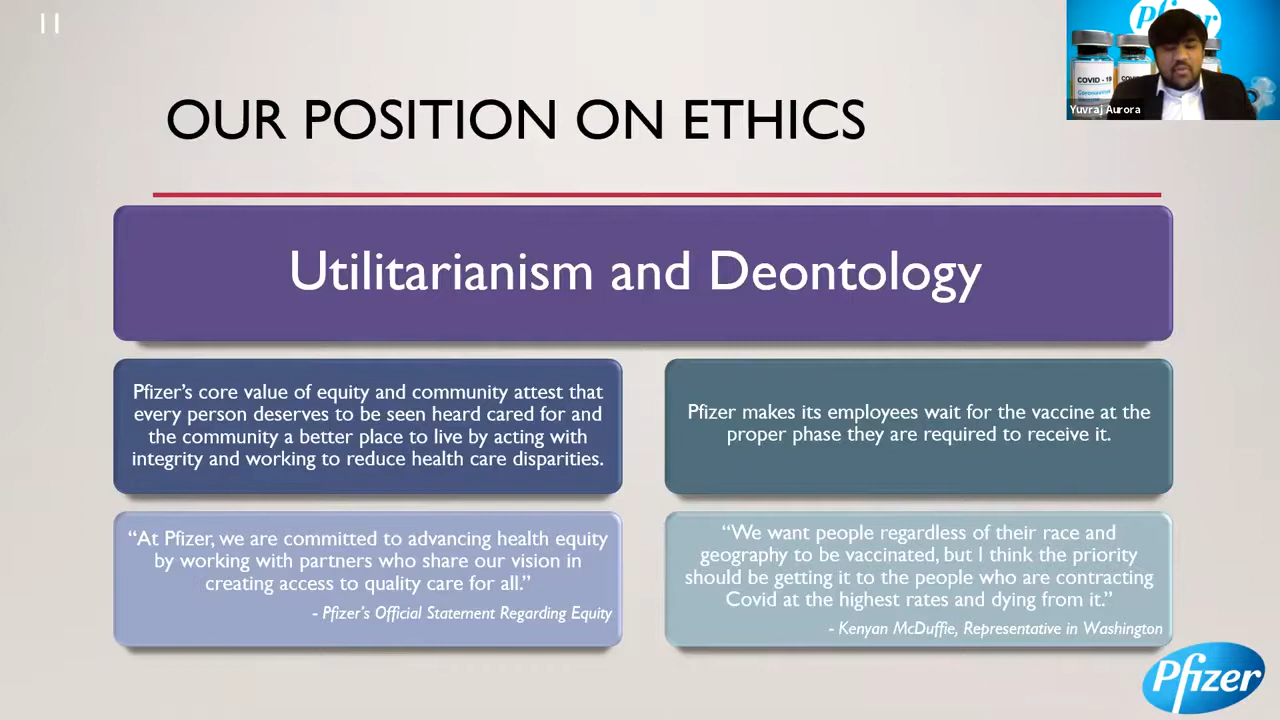 Pfizer
COVID - 19
Coronavirus
Yuvraj Aurora
OUR POSITION ON ETHICS
Utilitarianism and Deontology
Pfizer’s core value of equity and community attest that
every person deserves to be seen heard cared for and
the community a better place to live by acting with
integrity and working to reduce health care disparities.
Pfizer makes its employees wait for the vaccine at the
proper phase they are required to receive it.
“At Pfizer, we are committed to advancing health equity
by working with partners who share our vision in
creating access to quality care for all.”
- Pfizer’s Official Statement Regarding Equity
“We want people regardless of their race and
geography to be vaccinated, but I think the priority
should be getting it to the people who are contracting
Covid at the highest rates and dying from it.”
- Kenyan McDuffie, Representative in Washington
Pfizer